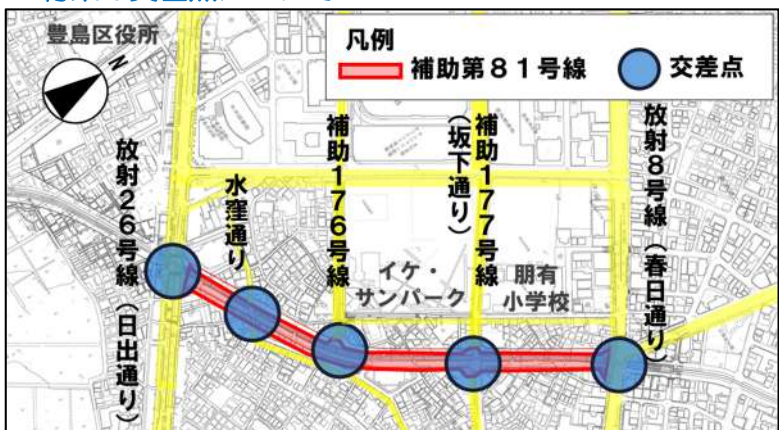 豊島区役所
N
凡例
補助第８１号線
交差点
放射２６号線（日出通り）
水窪通り
補助１７６号線
（坂下通り）
補助１７７号線
放射８号線（春日通り）
イケ・
サンパーク
朋有
小学校